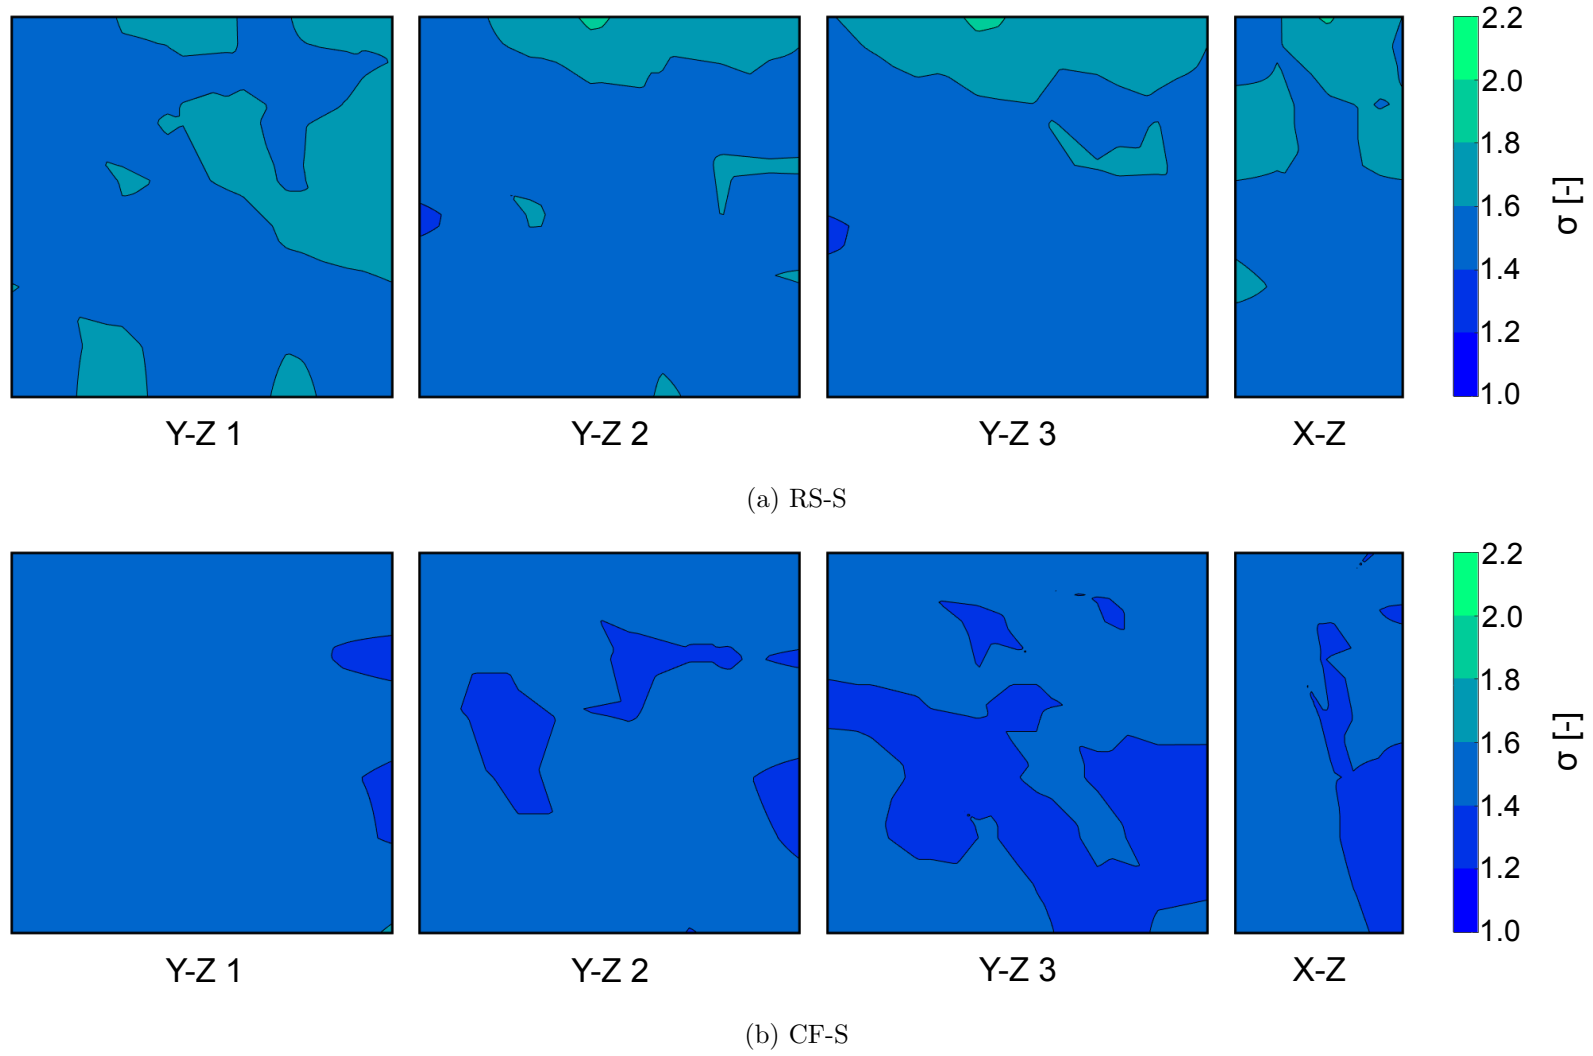 2.2
2.0
1.8
1.6
1.4
1.2
1.0
σ [-]
Y-Z 1
Y-Z 2
Y-Z 3
X-Z
(a) RS-S
2.2
2.0
1.8
1.6
1.4
1.2
1.0
σ [-]
Y-Z 1
Y-Z 2
Y-Z 3
X-Z
(b) CF-S